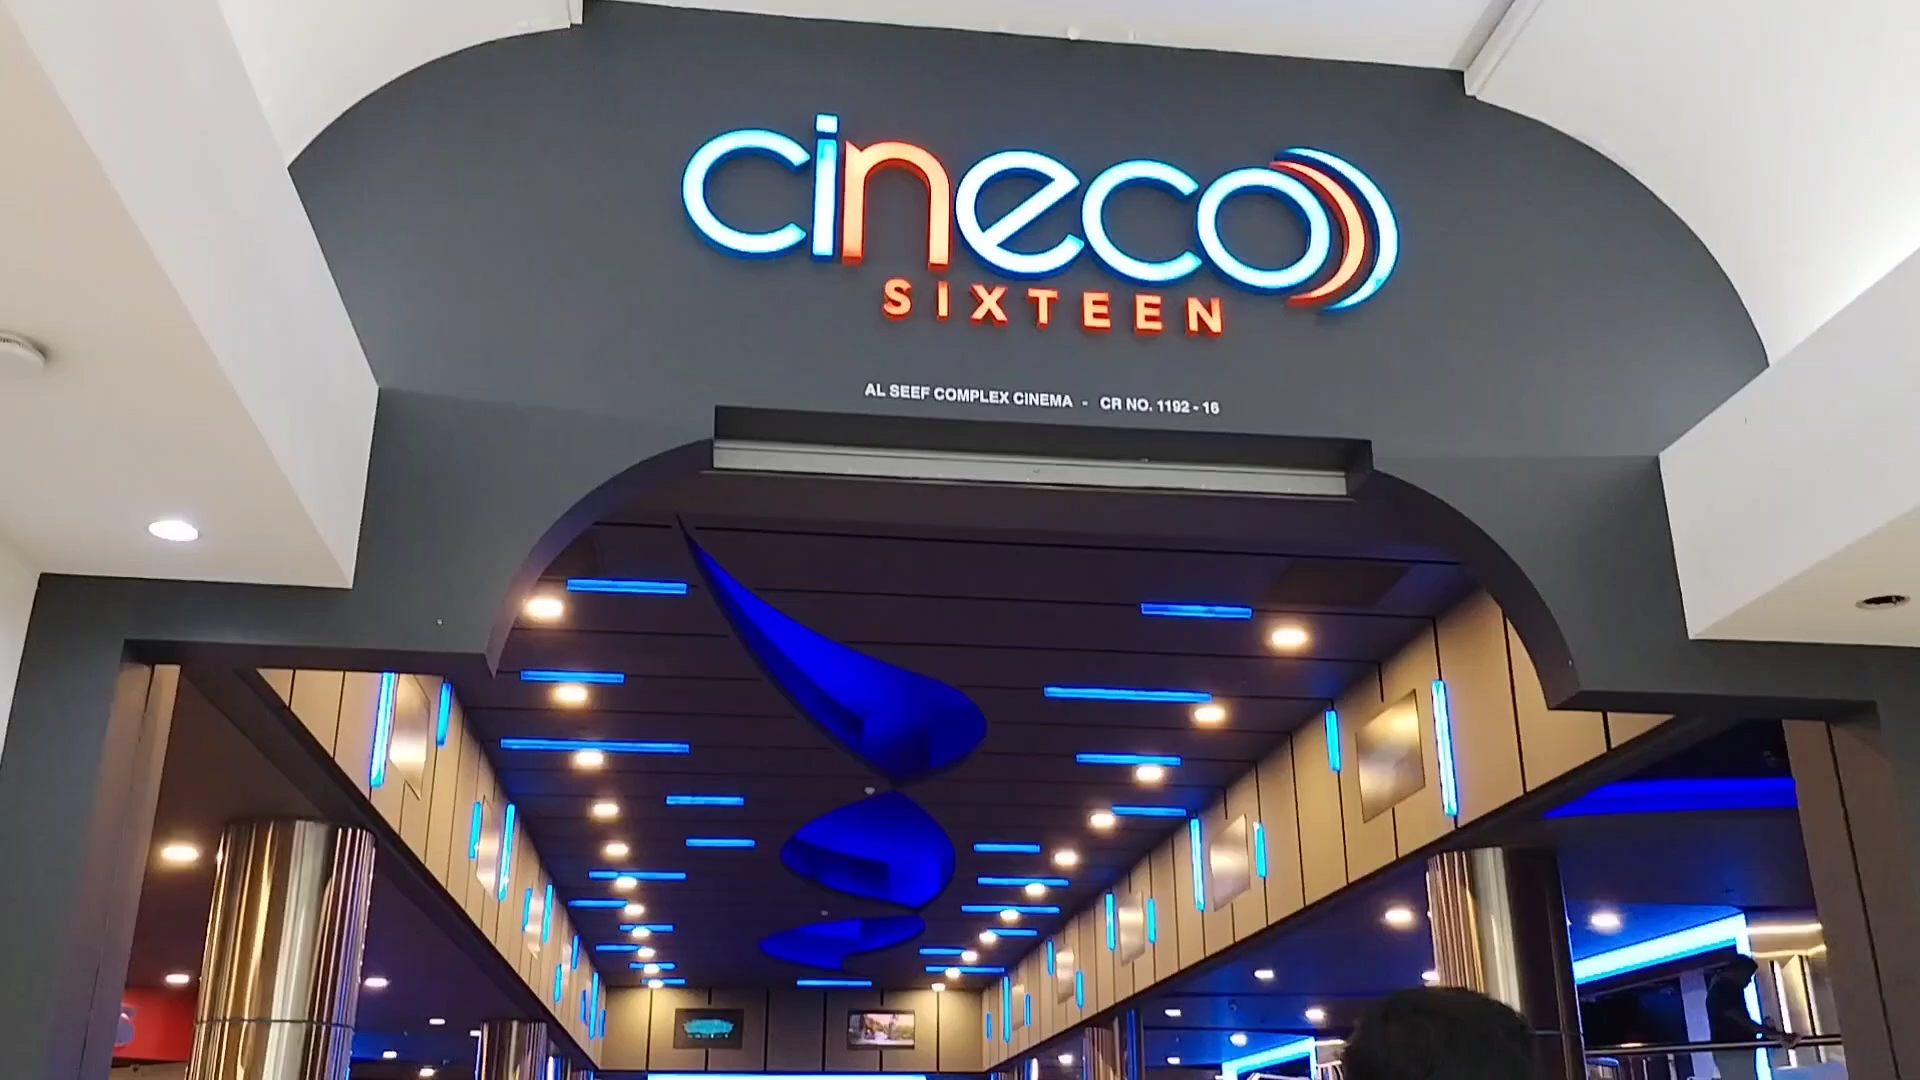 cineco
SIXTEEN
AL SEEF COMPLEX CINEMA - CR NO. 1192 - 16